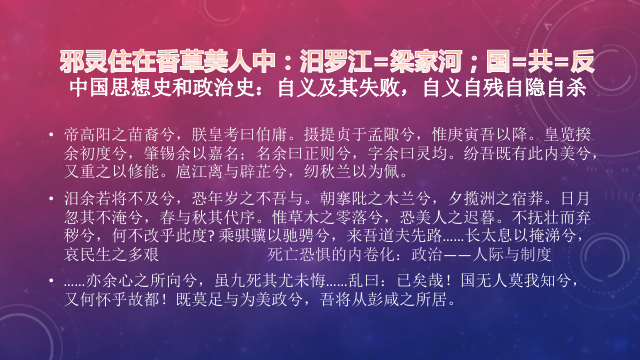 邪灵住在香草美人中：汨罗江=梁家河；国=共=反
中国思想史和政治史：自义及其失败，自义自残自隐自杀
• 帝高阳之苗裔兮，朕皇考曰伯庸。摄提贞于孟陬兮，惟庚寅吾以降。皇览揆
余初度兮，肇锡余以嘉名；名余曰正则兮，字余曰灵均。纷吾既有此内美兮，
又重之以修能。扈江离与辟芷兮，纫秋兰以为佩。
• 汨余若将不及兮，恐年岁之不吾与。朝搴阰之木兰兮，夕揽洲之宿莽。日月
忽其不淹兮，春与秋其代序。惟草木之零落兮，恐美人之迟暮。不抚壮而弃
秽兮，何不改乎此度？乘骐骥以驰骋兮，来吾道夫先路……长太息以掩涕兮，
哀民生之多艰 死亡恐惧的内卷化：政治——人际与制度
• ……亦余心之所向兮，虽九死其尤未悔……乱曰：已矣哉！国无人莫我知兮，
又何怀乎故都！既莫足与为美政兮，吾将从彭咸之所居。